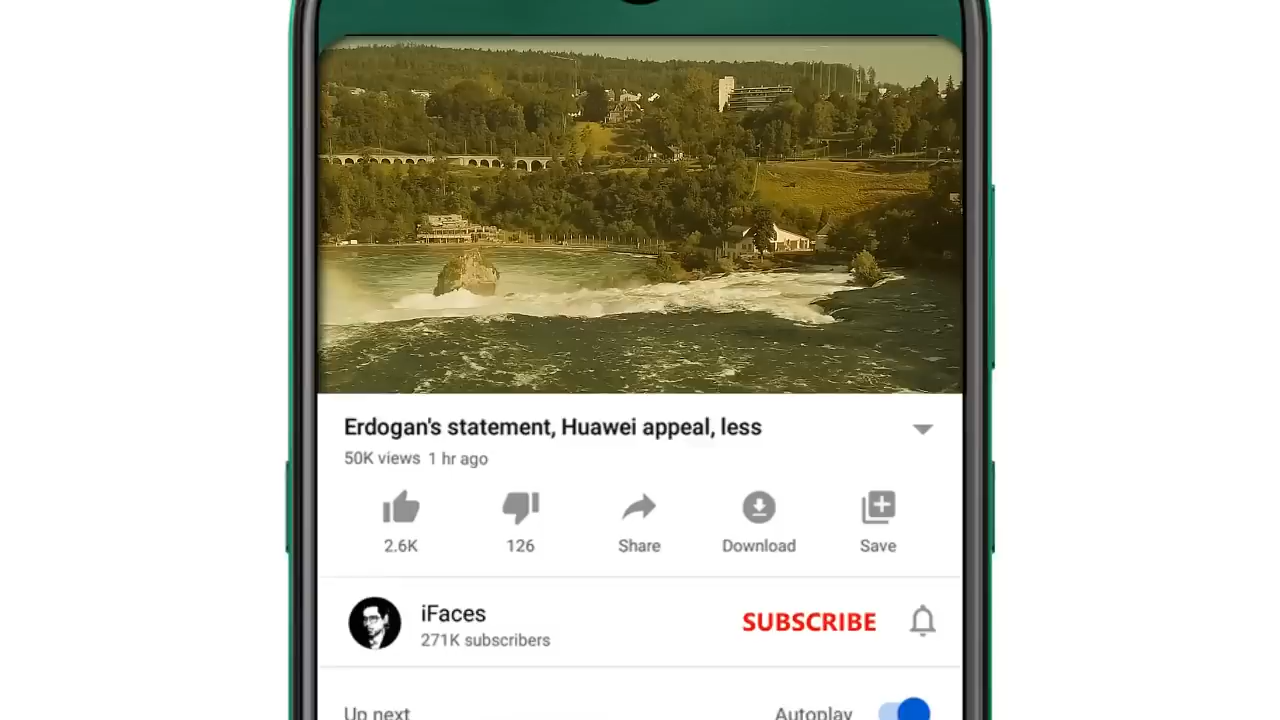 Erdogan's statement, Huawei appeal, less
50K views 1 hr ago
2.6K 126 Share Download Save
iFaces
271K subscribers
SUBSCRIBE
Up next Autoplay